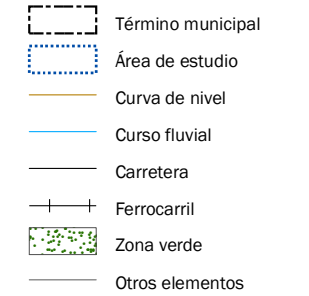 Término municipal
Área de estudio
Curva de nivel
Curso fluvial
Carretera
Ferrocarril
Zona verde
Otros elementos